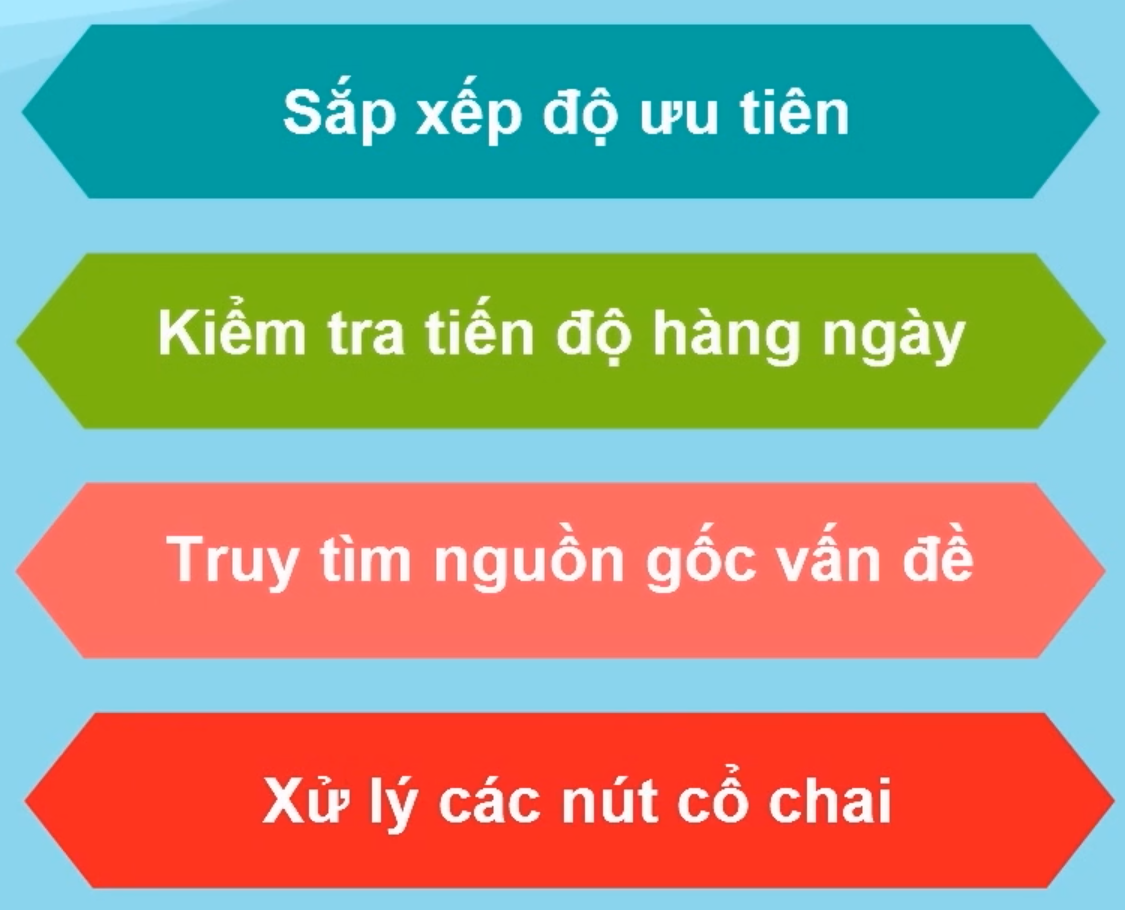 Sắp xếp độ ưu tiên
Kiểm tra tiến độ hàng ngày
Truy tìm nguồn gốc vấn đề
Xử lý các nút cổ chai